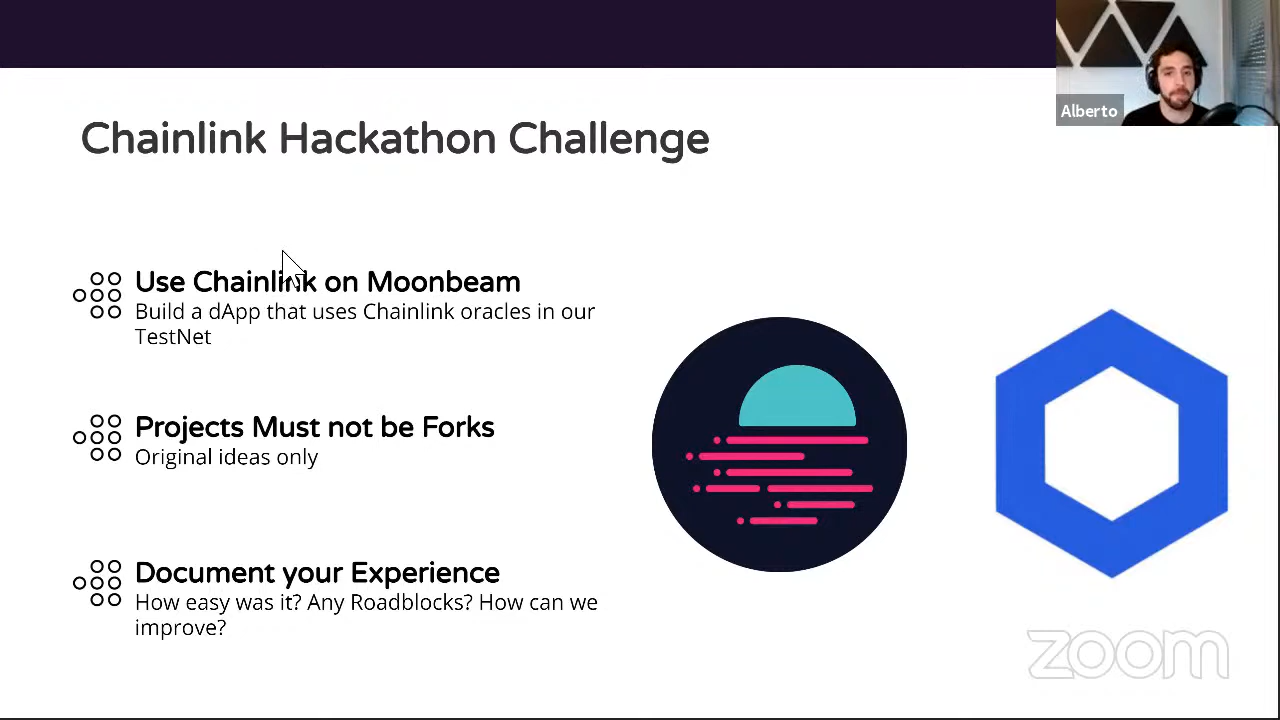 Alberto
Chainlink Hackathon Challenge
Use Chainlink on Moonbeam
Build a dApp that uses Chainlink oracles in our
TestNet
Projects Must not be Forks
Original ideas only
Document your Experience
How easy was it? Any Roadblocks? How can we
improve?
zoom